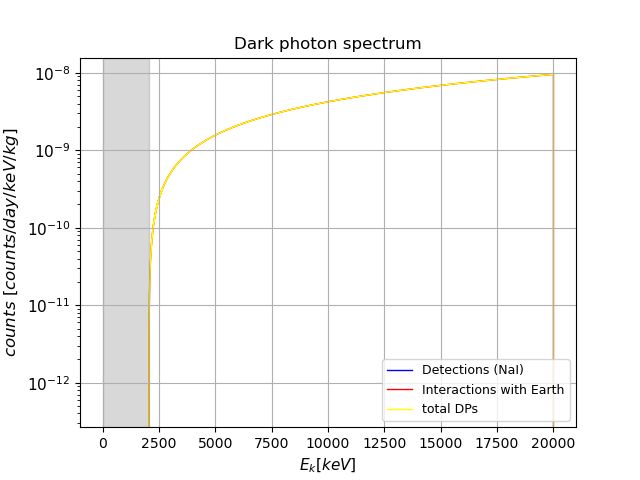 Dark photon spectrum
counts [counts/day/keV/kg]
10⁻⁸
10⁻⁹
10⁻¹⁰
10⁻¹¹
10⁻¹²
Detections (NaI)
Interactions with Earth
total DPs
0 2500 5000 7500 10000 12500 15000 17500 20000
Eₖ[keV]